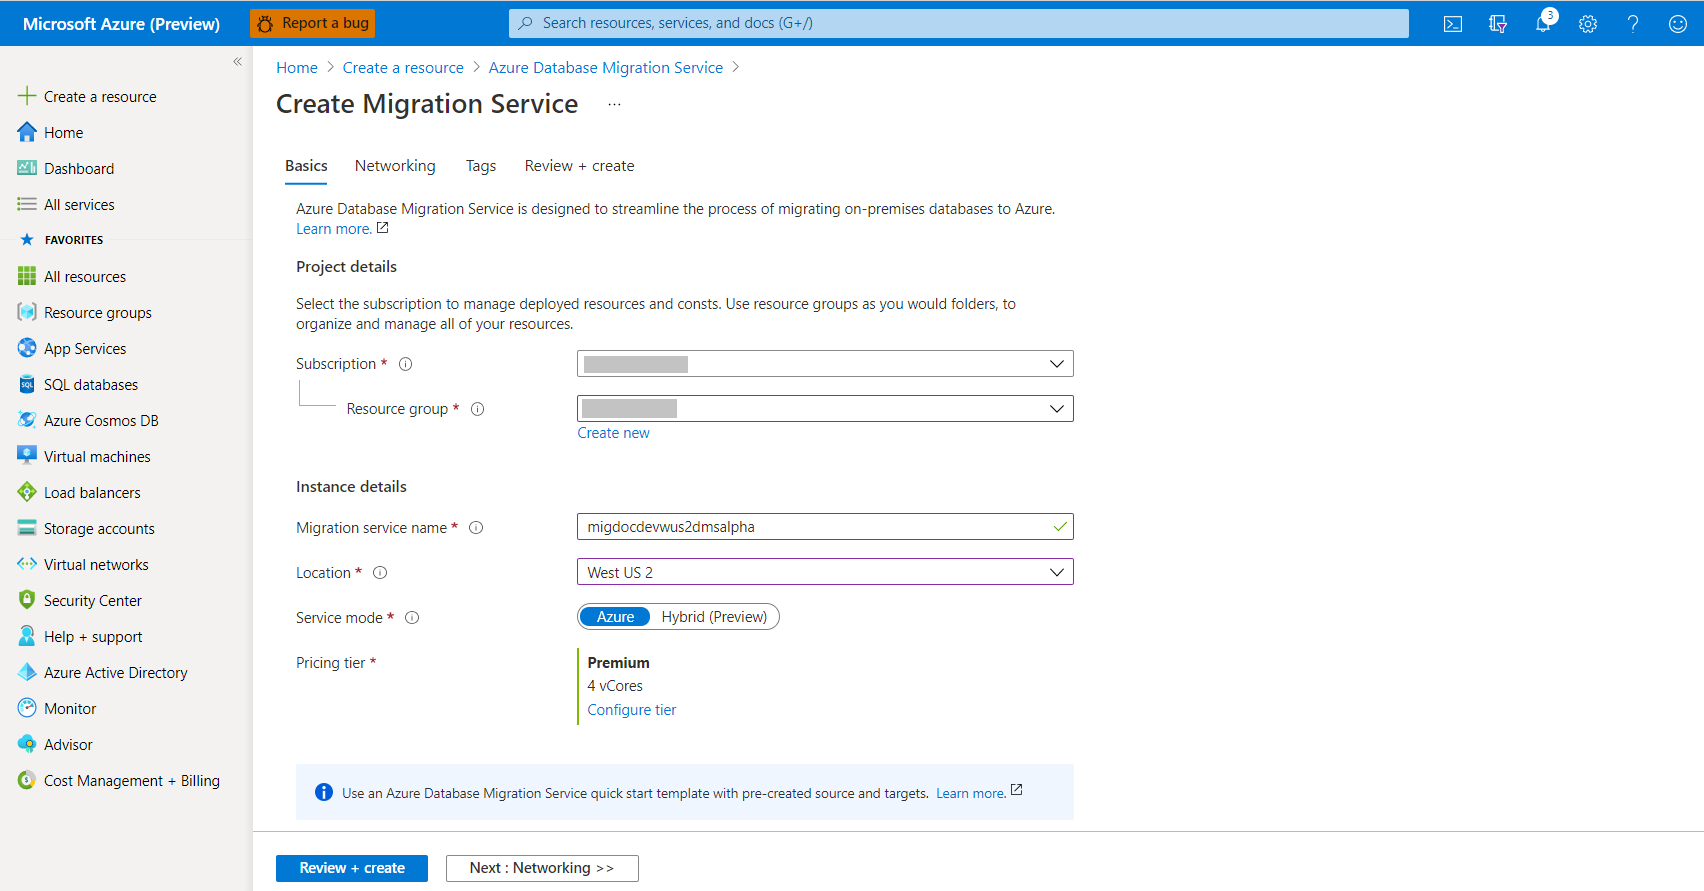 Microsoft Azure (Preview)
Report a bug
Search resources, services, and docs (G+/)
3
Create a resource
Home
Dashboard
All services
FAVORITES
All resources
Resource groups
App Services
SQL
SQL databases
Azure Cosmos DB
Virtual machines
Load balancers
Storage accounts
Virtual networks
Security Center
Help + support
Azure Active Directory
Monitor
Advisor
Cost Management + Billing
Home > Create a resource > Azure Database Migration Service >
Create Migration Service ...
Basics Networking Tags Review + create
Azure Database Migration Service is designed to streamline the process of migrating on-premises databases to Azure.
Learn more.
Project details
Select the subscription to manage deployed resources and consts. Use resource groups as you would folders, to
organize and manage all of your resources.
Subscription *
Resource group *
Create new
Instance details
Migration service name * migdocdevwus2dmsalpha
Location * West US 2
Service mode * Azure Hybrid (Preview)
Pricing tier * Premium
4 vCores
Configure tier
Use an Azure Database Migration Service quick start template with pre-created source and targets. Learn more.
Review + create Next : Networking >>